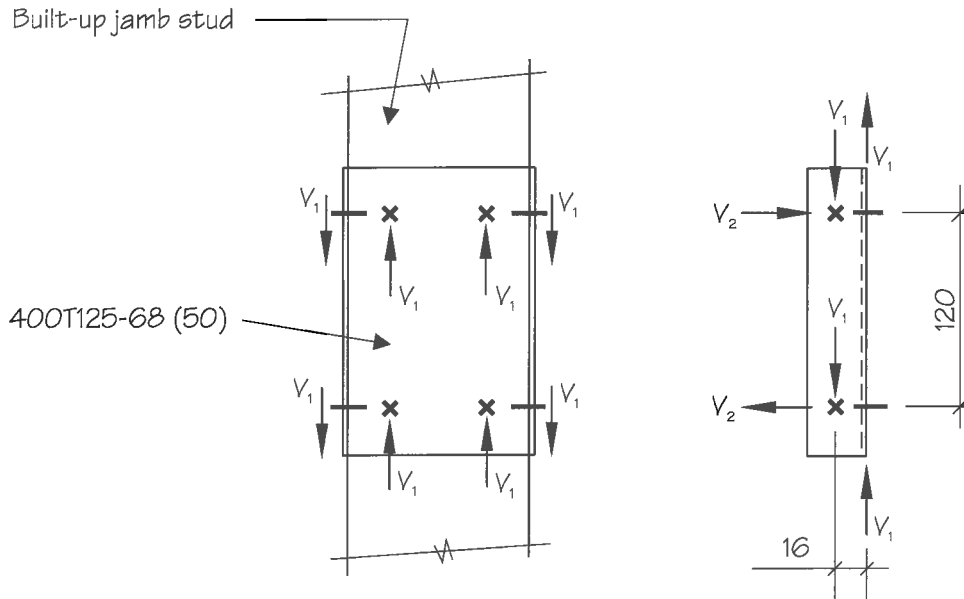 Built-up jamb stud
V₁
V₁
V₁
V₁
400T125-68 (50)
V₁
V₁
V₁
V₁
V₁
V₁
V₂
V₁
V₂
120
V₁
16